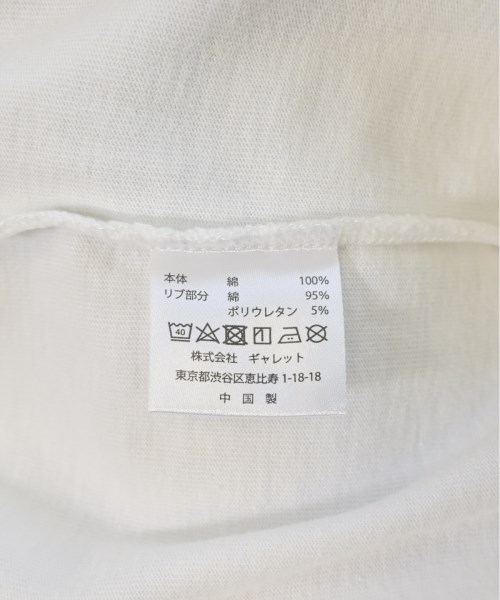 本体 綿 100%
リブ部分 綿 95%
ポリウレタン 5%
40
株式会社 ギャレット
東京都渋谷区恵比寿 1-18-18
中国製